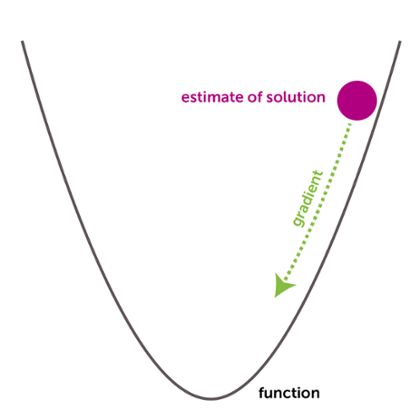 estimate of solution
gradient
function